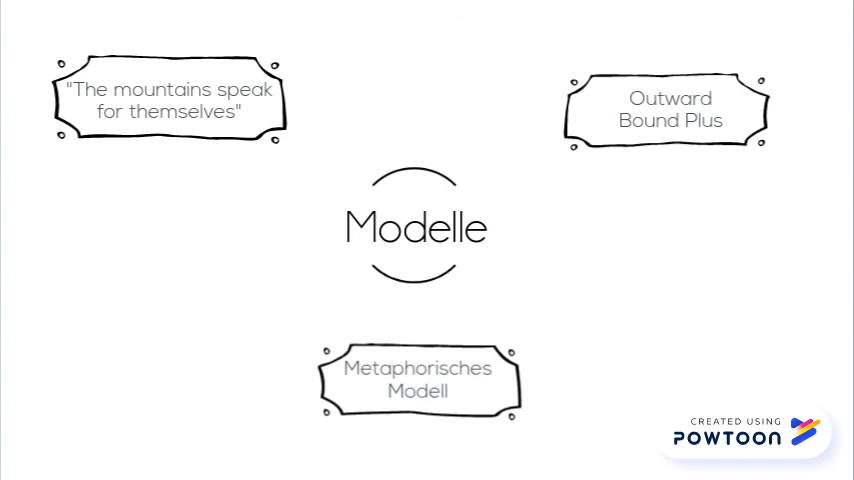 "The mountains speak
for themselves"
Outward
Bound Plus
Modelle
Metaphorisches
Modell
CREATED USING
POWTOON